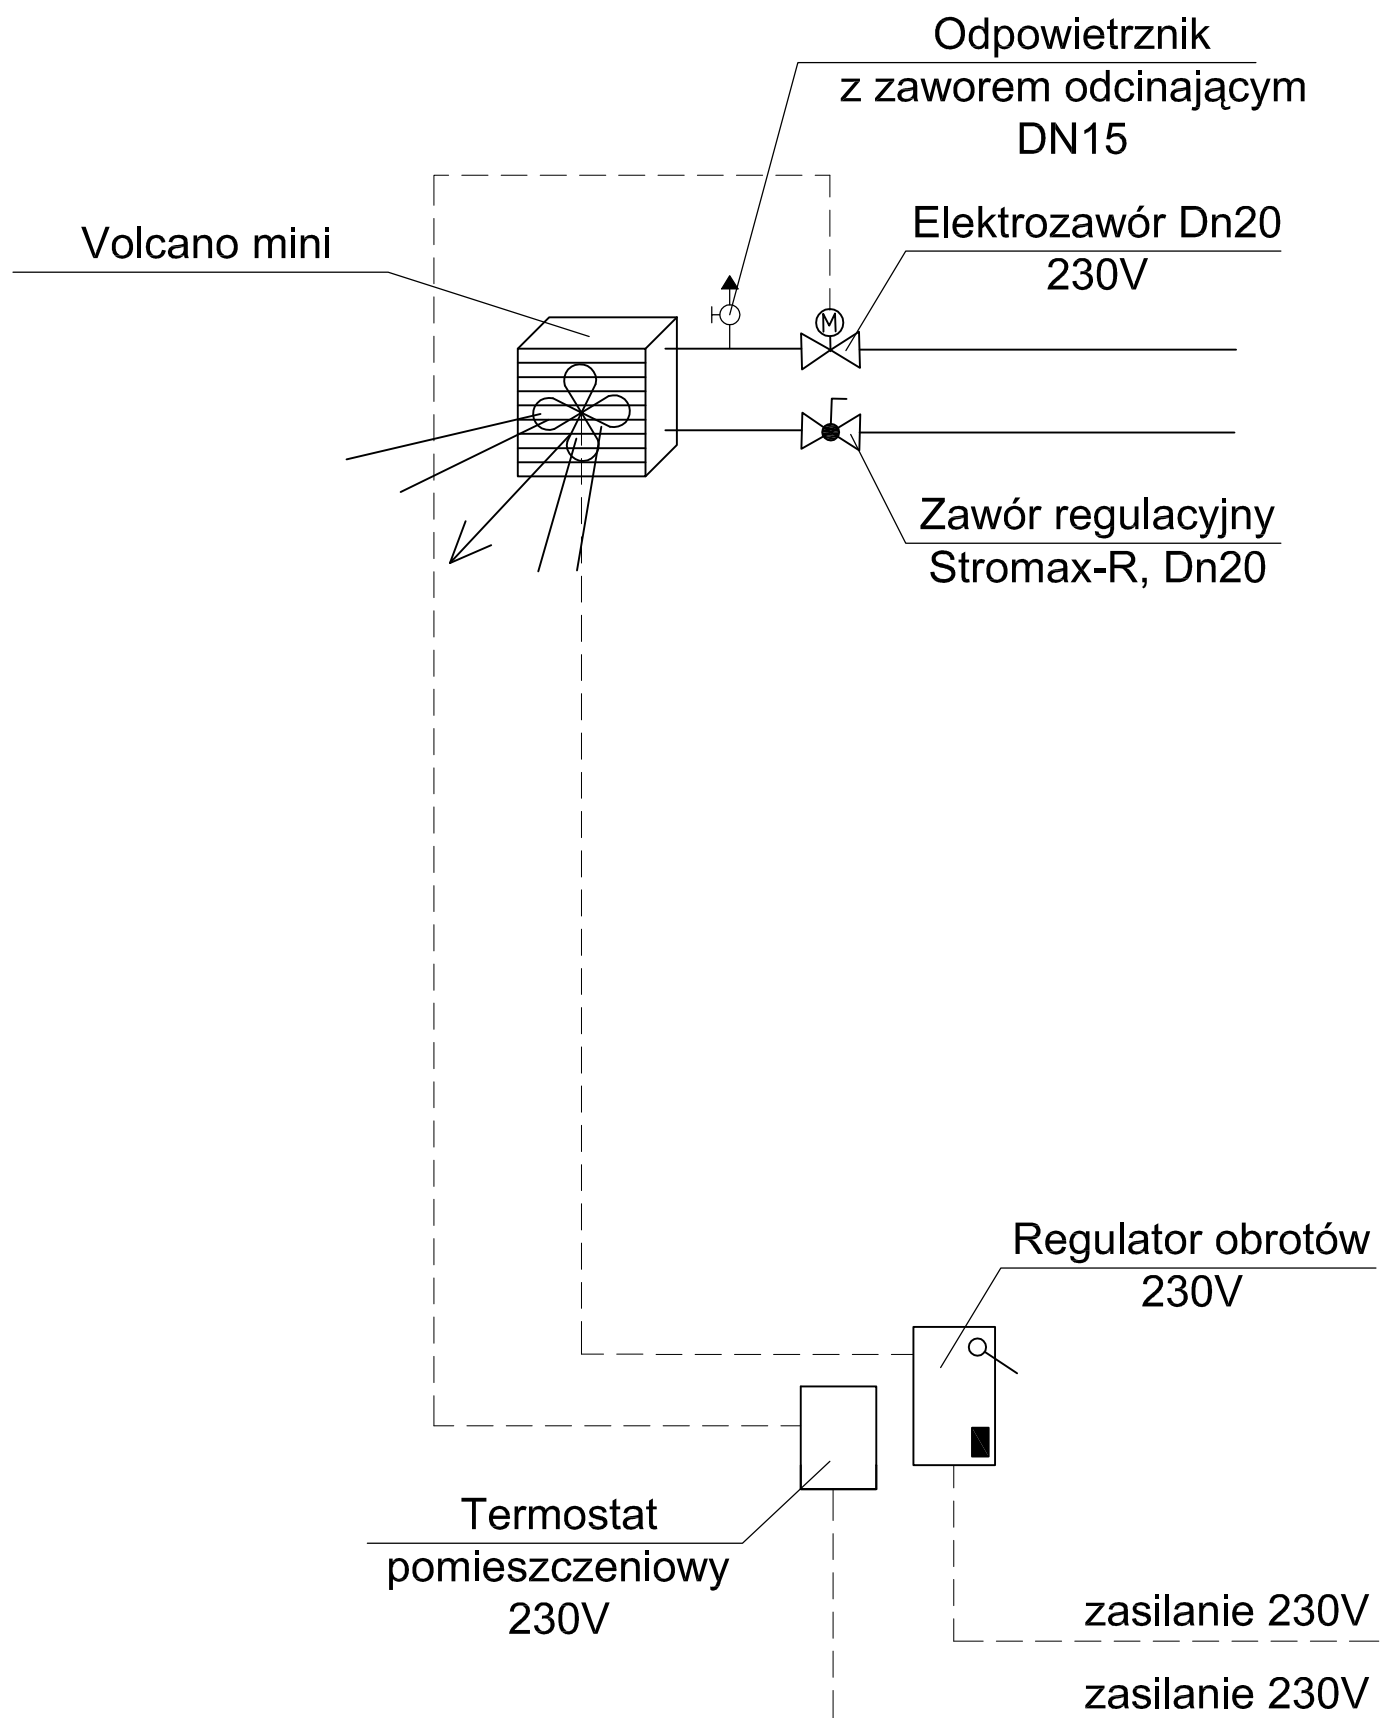 Odpowietrznik
z zaworem odcinającym
DN15
Elektrozawór Dn20
230V
Volcano mini
M
Zawór regulacyjny
Stromax-R, Dn20
Regulator obrotów
230V
Termostat
pomieszczeniowy
230V
zasilanie 230V
zasilanie 230V